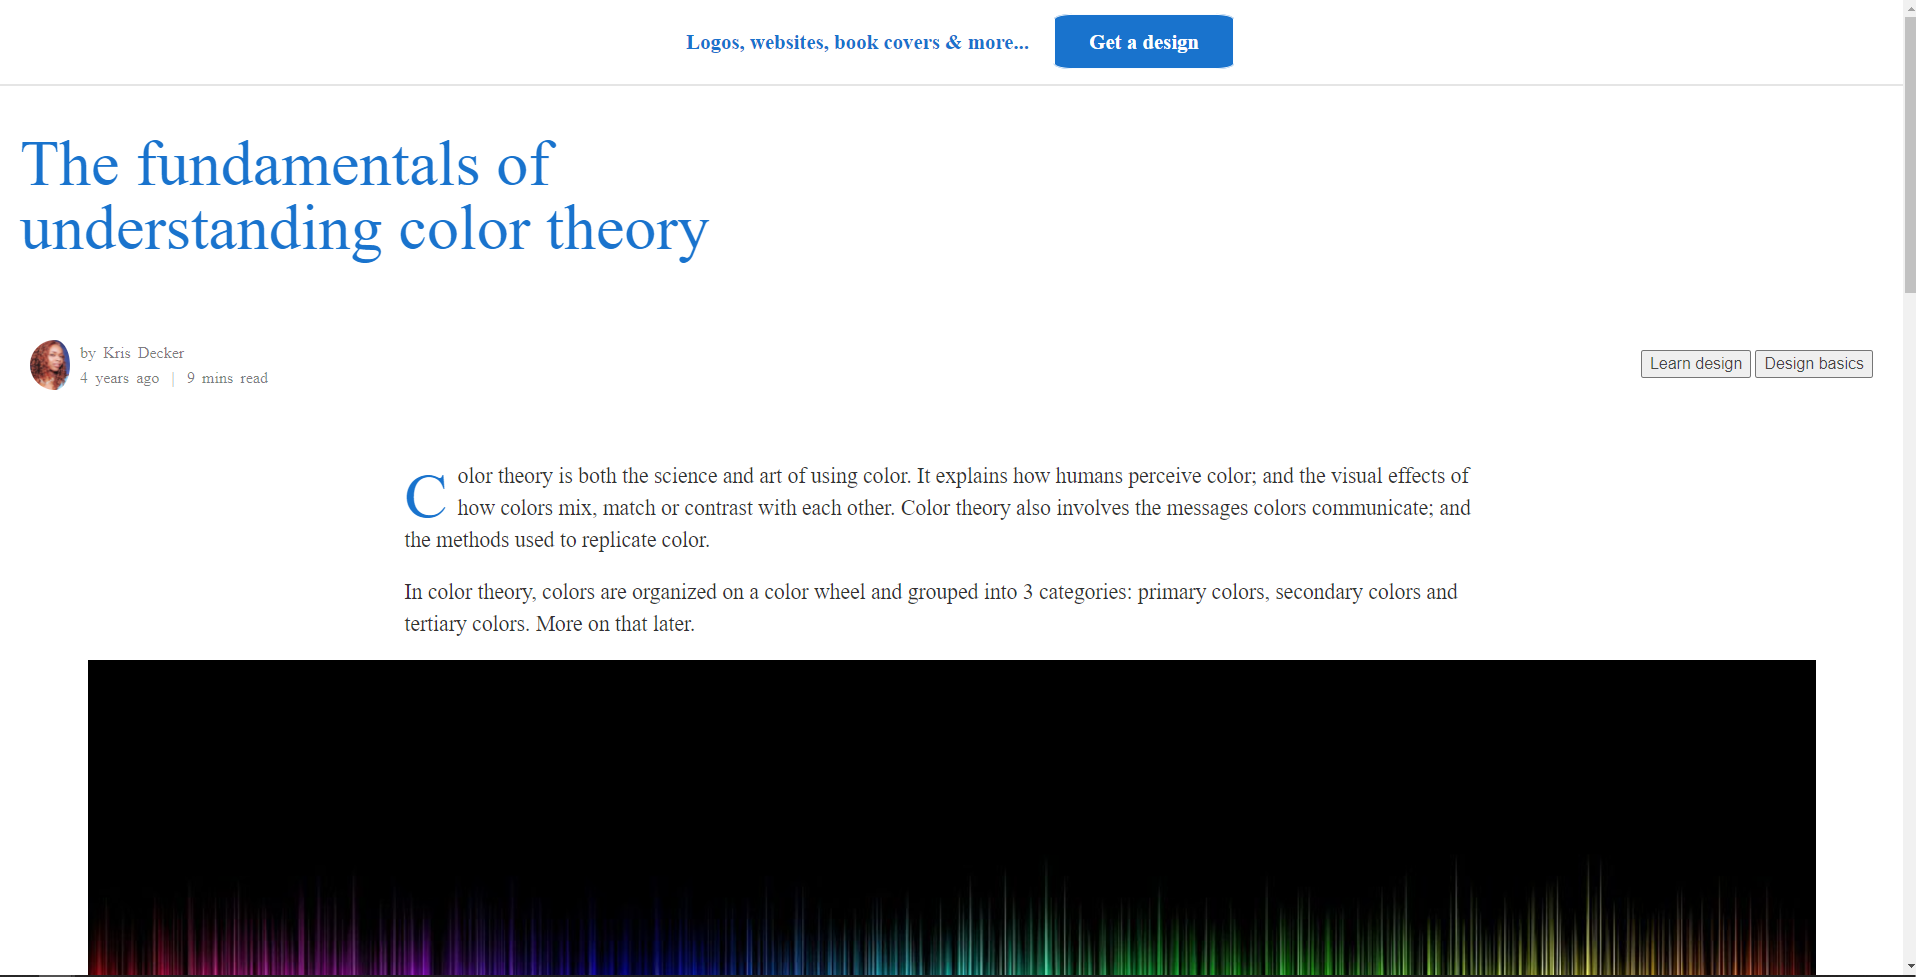 Logos, websites, book covers & more...
Get a design
The fundamentals of
understanding color theory
by Kris Decker
4 years ago | 9 mins read
Learn design
Design basics
Color theory is both the science and art of using color. It explains how humans perceive color; and the visual effects of
how colors mix, match or contrast with each other. Color theory also involves the messages colors communicate; and
the methods used to replicate color.
In color theory, colors are organized on a color wheel and grouped into 3 categories: primary colors, secondary colors and
tertiary colors. More on that later.